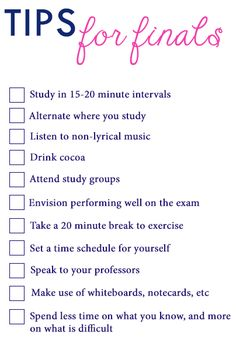 TIPS for finals
Study in 15-20 minute intervals
Alternate where you study
Listen to non-lyrical music
Drink cocoa
Attend study groups
Envision performing well on the exam
Take a 20 minute break to exercise
Set a time schedule for yourself
Speak to your professors
Make use of whiteboards, notecards, etc
Spend less time on what you know, and more
on what is difficult